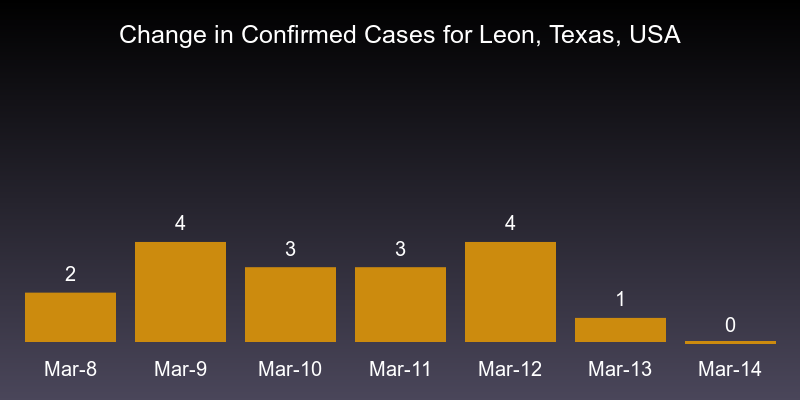 Change in Confirmed Cases for Leon, Texas, USA
2
4
3
3
4
1
0
Mar-8
Mar-9
Mar-10
Mar-11
Mar-12
Mar-13
Mar-14